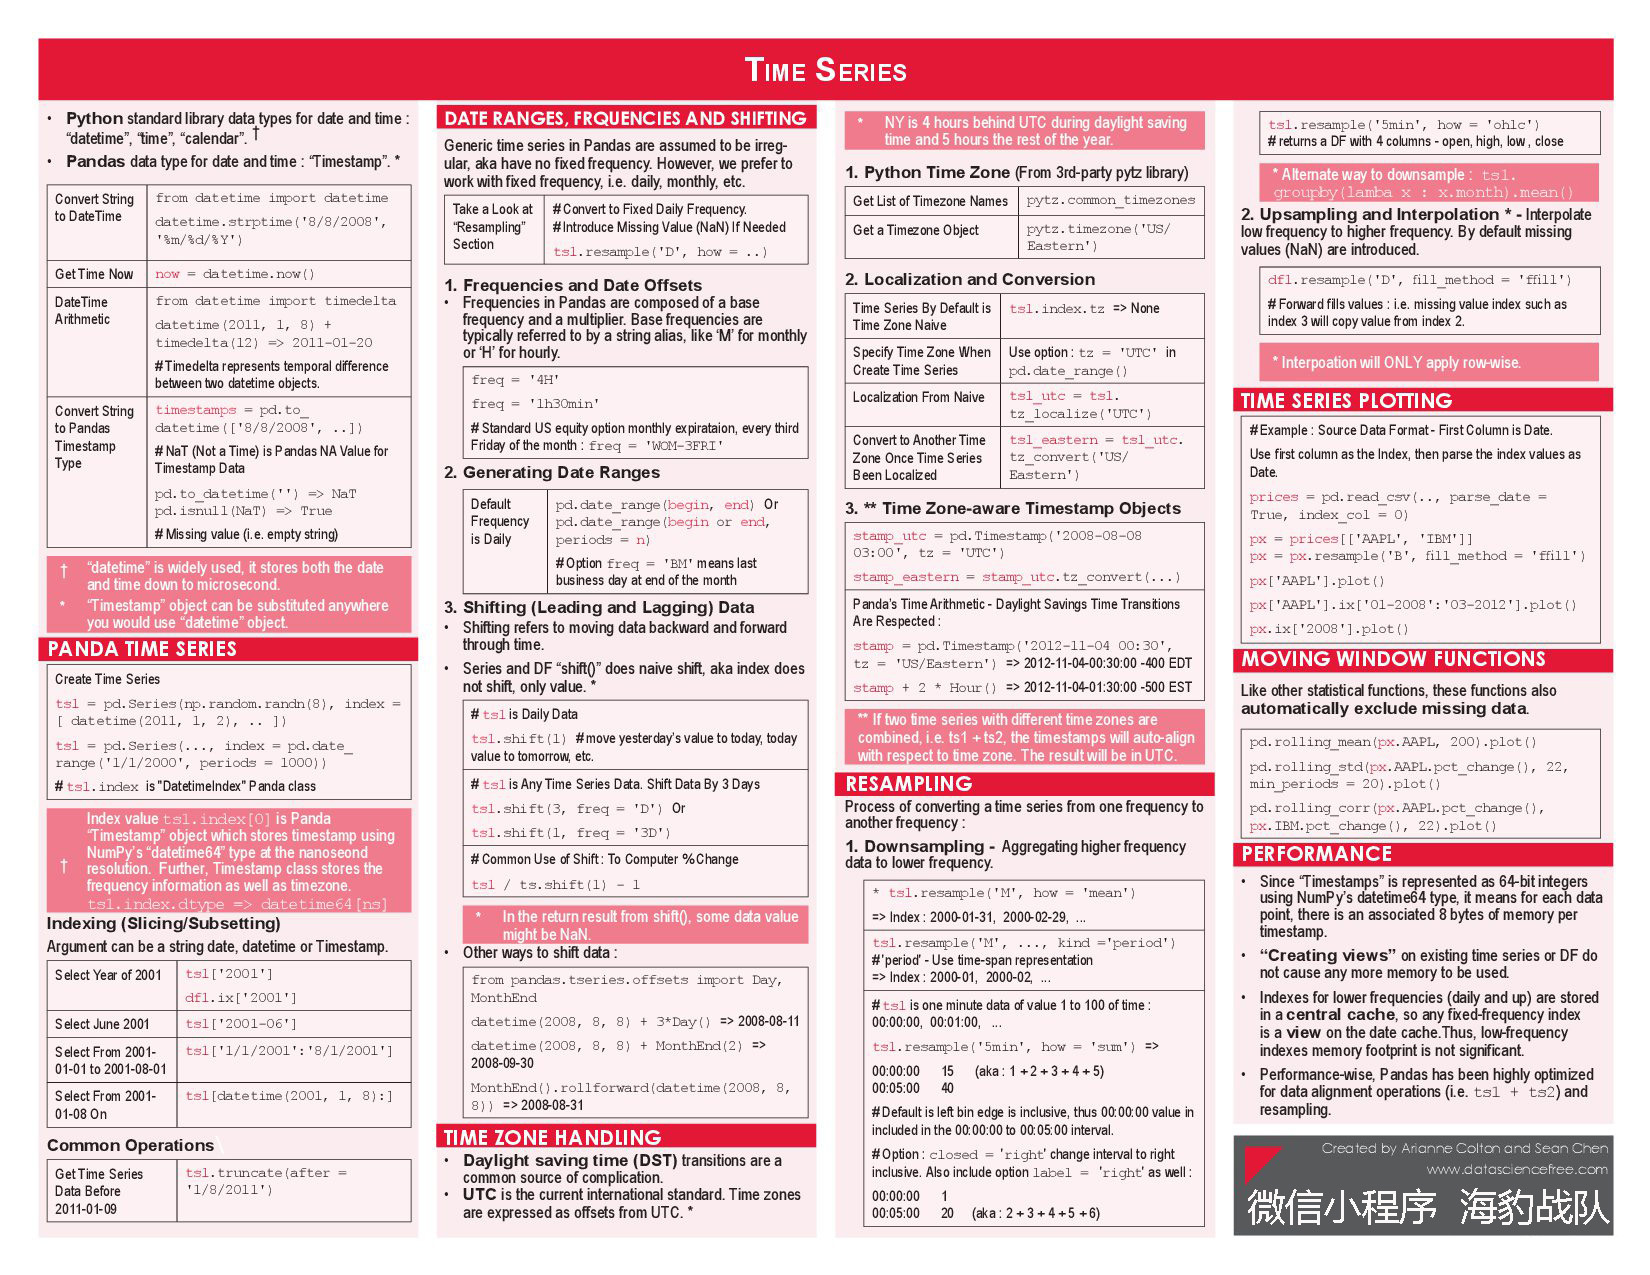 TIME SERIES
• Python standard library data types for date and time :
“datetime”, “time”, “calendar”. †
• Pandas data type for date and time : “Timestamp”. *
Convert String
to DateTime
from datetime import datetime
datetime.strptime('8/8/2008',
'%m/%d/%Y')
Get Time Now
now = datetime.now()
DateTime
Arithmetic
from datetime import timedelta
datetime(2011, 1, 8) +
timedelta(12) => 2011-01-20
# Timedelta represents temporal difference
between two datetime objects.
Convert String
to Pandas
Timestamp
Type
timestamps = pd.to_
datetime(['8/8/2008', ..])
# NaT (Not a Time) is Pandas NA Value for
Timestamp Data
pd.to_datetime('') => NaT
pd.isnull(NaT) => True
# Missing value (i.e. empty string)
† “datetime” is widely used, it stores both the date
and time down to microsecond.
* “Timestamp” object can be substituted anywhere
you would use “datetime” object.
PANDA TIME SERIES
Create Time Series
ts1 = pd.Series(np.random.randn(8), index =
[ datetime(2011, 1, 2), .. ])
ts1 = pd.Series(..., index = pd.date_
range('1/1/2000', periods = 1000))
# ts1.index is "DatetimeIndex" Panda class
† Index value ts1.index[0] is Panda
“Timestamp” object which stores timestamp using
NumPy’s “datetime64” type at the nanoseond
resolution. Further, Timestamp class stores the
frequency information as well as timezone.
ts1.index.dtype => datetime64[ns]
Indexing (Slicing/Subsetting)
Argument can be a string date, datetime or Timestamp.
Select Year of 2001
ts1['2001']
df1.ix['2001']
Select June 2001
ts1['2001-06']
Select From 2001-
01-01 to 2001-08-01
ts1['1/1/2001':'8/1/2001']
Select From 2001-
01-08 On
ts1[datetime(2001, 1, 8):]
Common Operations
Get Time Series
Data Before
2011-01-09
ts1.truncate(after =
'1/8/2011')
DATE RANGES, FRQUENCIES AND SHIFTING
Generic time series in Pandas are assumed to be irreg-
ular, aka have no fixed frequency. However, we prefer to
work with fixed frequency, i.e. daily, monthly, etc.
Take a Look at
“Resampling”
Section
# Convert to Fixed Daily Frequency.
# Introduce Missing Value (NaN) If Needed
ts1.resample('D', how = ..)
1. Frequencies and Date Offsets
• Frequencies in Pandas are composed of a base
frequency and a multiplier. Base frequencies are
typically referred to by a string alias, like ‘M’ for monthly
or ‘H’ for hourly.
freq = '4H'
freq = '1h30min'
# Standard US equity option monthly expirataion, every third
Friday of the month : freq = 'WOM-3FRI'
2. Generating Date Ranges
Default
Frequency
is Daily
pd.date_range(begin, end) Or
pd.date_range(begin or end,
periods = n)
# Option freq = 'BM' means last
business day at end of the month
3. Shifting (Leading and Lagging) Data
• Shifting refers to moving data backward and forward
through time.
• Series and DF “shift()” does naive shift, aka index does
not shift, only value. *
# ts1 is Daily Data
ts1.shift(1) # move yesterday’s value to today, today
value to tomorrow, etc.
# ts1 is Any Time Series Data. Shift Data By 3 Days
ts1.shift(3, freq = 'D') Or
ts1.shift(1, freq = '3D')
# Common Use of Shift : To Computer % Change
ts1 / ts.shift(1) - 1
* In the return result from shift(), some data value
might be NaN.
• Other ways to shift data :
from pandas.tseries.offsets import Day,
MonthEnd
datetime(2008, 8, 8) + 3*Day() => 2008-08-11
datetime(2008, 8, 8) + MonthEnd(2) =>
2008-09-30
MonthEnd().rollforward(datetime(2008, 8,
8)) => 2008-08-31
TIME ZONE HANDLING
• Daylight saving time (DST) transitions are a
common source of complication.
• UTC is the current international standard. Time zones
are expressed as offsets from UTC. *
* NY is 4 hours behind UTC during daylight saving
time and 5 hours the rest of the year.
1. Python Time Zone (From 3rd-party pytz library)
Get List of Timezone Names
pytz.common_timezones
Get a Timezone Object
pytz.timezone('US/
Eastern')
2. Localization and Conversion
Time Series By Default is
Time Zone Naive
ts1.index.tz => None
Specify Time Zone When
Create Time Series
Use option : tz = 'UTC' in
pd.date_range()
Localization From Naive
ts1_utc = ts1.
tz_localize('UTC')
Convert to Another Time
Zone Once Time Series
Been Localized
ts1_eastern = ts1_utc.
tz_convert('US/
Eastern')
3. ** Time Zone-aware Timestamp Objects
stamp_utc = pd.Timestamp('2008-08-08
03:00', tz = 'UTC')
stamp_eastern = stamp_utc.tz_convert(...)
Panda’s Time Arithmetic - Daylight Savings Time Transitions
Are Respected :
stamp = pd.Timestamp('2012-11-04 00:30',
tz = 'US/Eastern') => 2012-11-04-00:30:00 -400 EDT
stamp + 2 * Hour() => 2012-11-04-01:30:00 -500 EST
** If two time series with different time zones are
combined, i.e. ts1 + ts2, the timestamps will auto-align
with respect to time zone. The result will be in UTC.
RESAMPLING
Process of converting a time series from one frequency to
another frequency :
1. Downsampling - Aggregating higher frequency
data to lower frequency.
* ts1.resample('M', how = 'mean')
=> Index : 2000-01-31, 2000-02-29, ...
ts1.resample('M', ..., kind ='period')
#'period' - Use time-span representation
=> Index : 2000-01, 2000-02, ...
# ts1 is one minute data of value 1 to 100 of time :
00:00:00, 00:01:00, ...
ts1.resample('5min', how = 'sum') =>
00:00:00 15 (aka : 1 + 2 + 3 + 4 + 5)
00:05:00 40
# Default is left bin edge is inclusive, thus 00:00:00 value in
included in the 00:00:00 to 00:05:00 interval.
# Option : closed = 'right' change interval to right
inclusive. Also include option label = 'right' as well :
00:00:00 1
00:05:00 20 (aka : 2 + 3 + 4 + 5 + 6)
ts1.resample('5min', how = 'ohlc')
# returns a DF with 4 columns - open, high, low , close
* Alternate way to downsample : ts1.
groupby(lamba x : x.month).mean()
2. Upsampling and Interpolation * - Interpolate
low frequency to higher frequency. By default missing
values (NaN) are introduced.
df1.resample('D', fill_method = 'ffill')
# Forward fills values : i.e. missing value index such as
index 3 will copy value from index 2.
* Interpoation will ONLY apply row-wise.
TIME SERIES PLOTTING
# Example : Source Data Format - First Column is Date.
Use first column as the Index, then parse the index values as
Date.
prices = pd.read_csv(.., parse_date =
True, index_col = 0)
px = prices[['AAPL', 'IBM']]
px = px.resample('B', fill_method = 'ffill')
px['AAPL'].plot()
px['AAPL'].ix['01-2008':'03-2012'].plot()
px.ix['2008'].plot()
MOVING WINDOW FUNCTIONS
Like other statistical functions, these functions also
automatically exclude missing data.
pd.rolling_mean(px.AAPL, 200).plot()
pd.rolling_std(px.AAPL.pct_change(), 22,
min_periods = 20).plot()
pd.rolling_corr(px.AAPL.pct_change(),
px.IBM.pct_change(), 22).plot()
PERFORMANCE
• Since “Timestamps” is represented as 64-bit integers
using NumPy’s datetime64 type, it means for each data
point, there is an associated 8 bytes of memory per
timestamp.
• “Creating views” on existing time series or DF do
not cause any more memory to be used.
• Indexes for lower frequencies (daily and up) are stored
in a central cache, so any fixed-frequency index
is a view on the date cache.Thus, low-frequency
indexes memory footprint is not significant.
• Performance-wise, Pandas has been highly optimized
for data alignment operations (i.e. ts1 + ts2) and
resampling.
Created by Arianne Colton and Sean Chen
www.datasciencefree.com
微信小程序 海豹战队